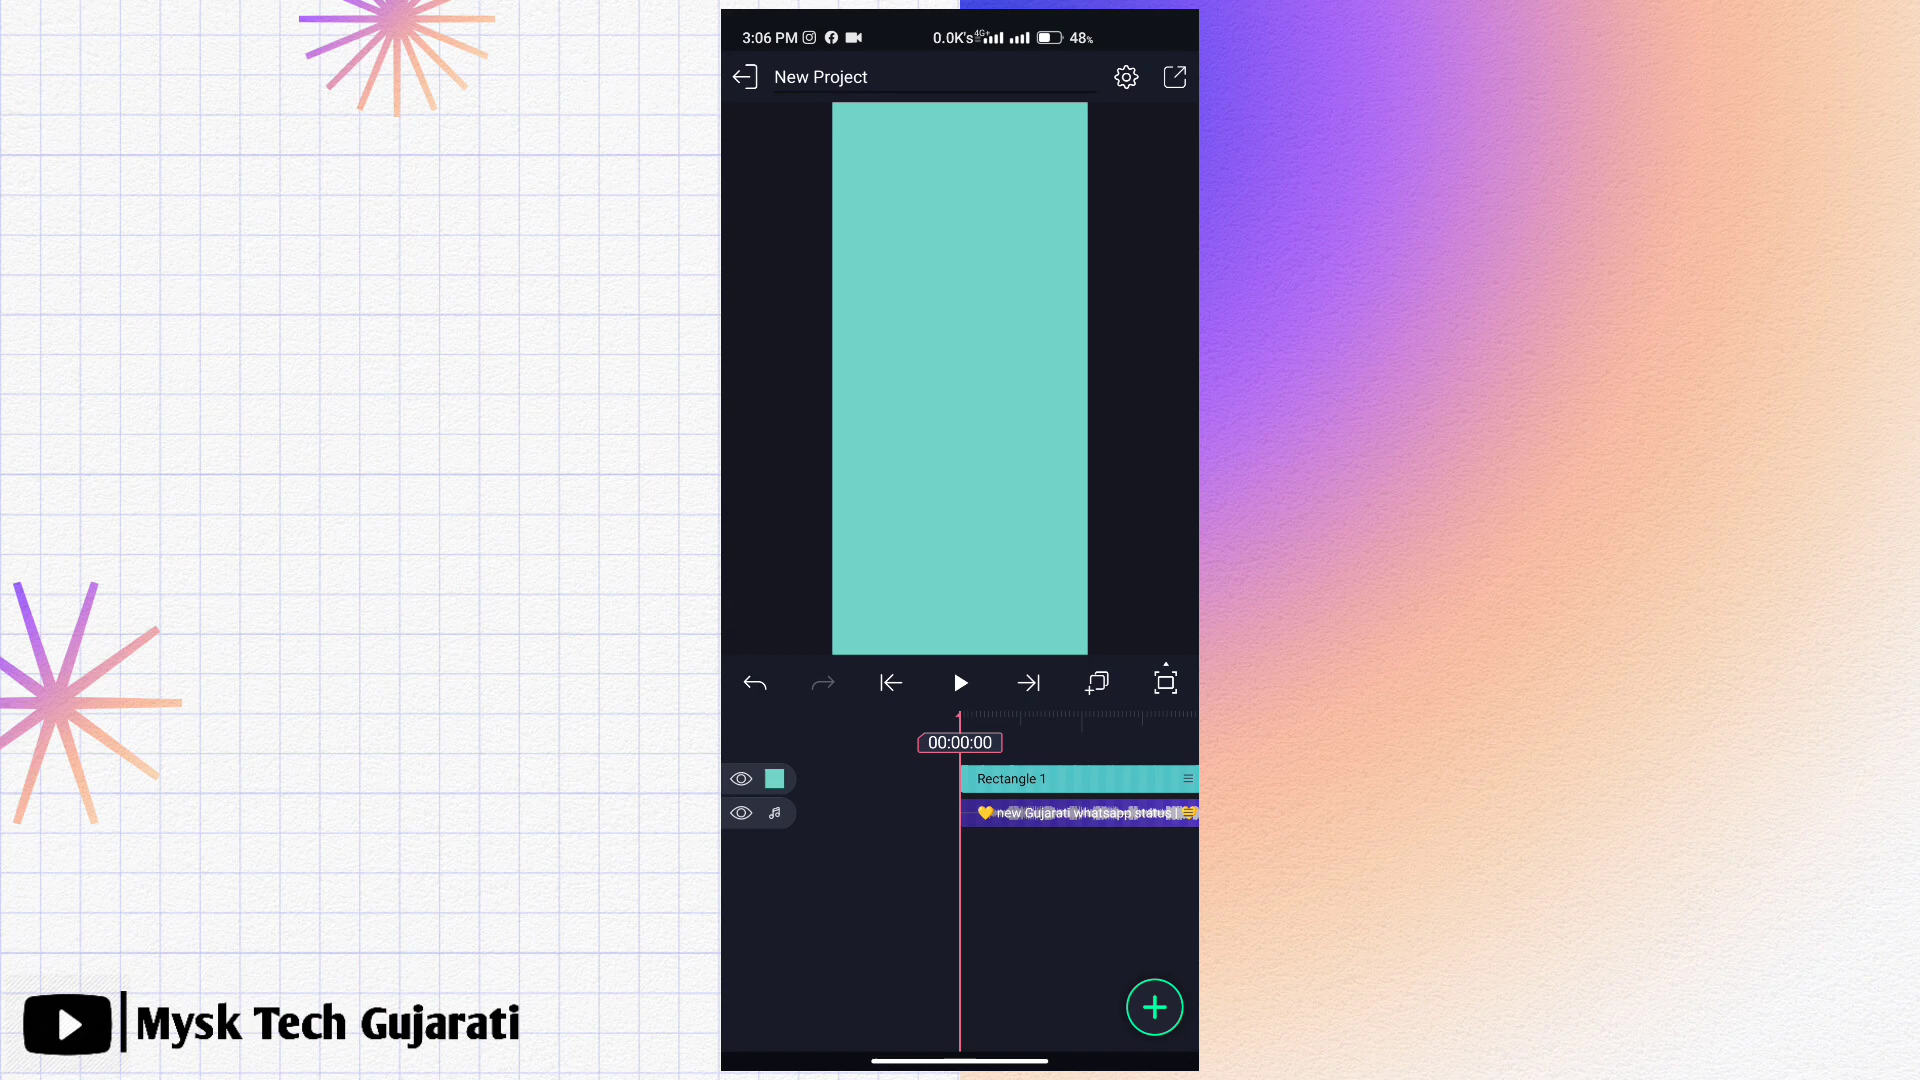 3:06 PM
0.0K's 4G+ 48%
New Project
00:00:00
Rectangle 1
💛 new Gujarati whatsapp status |
Mysk Tech Gujarati